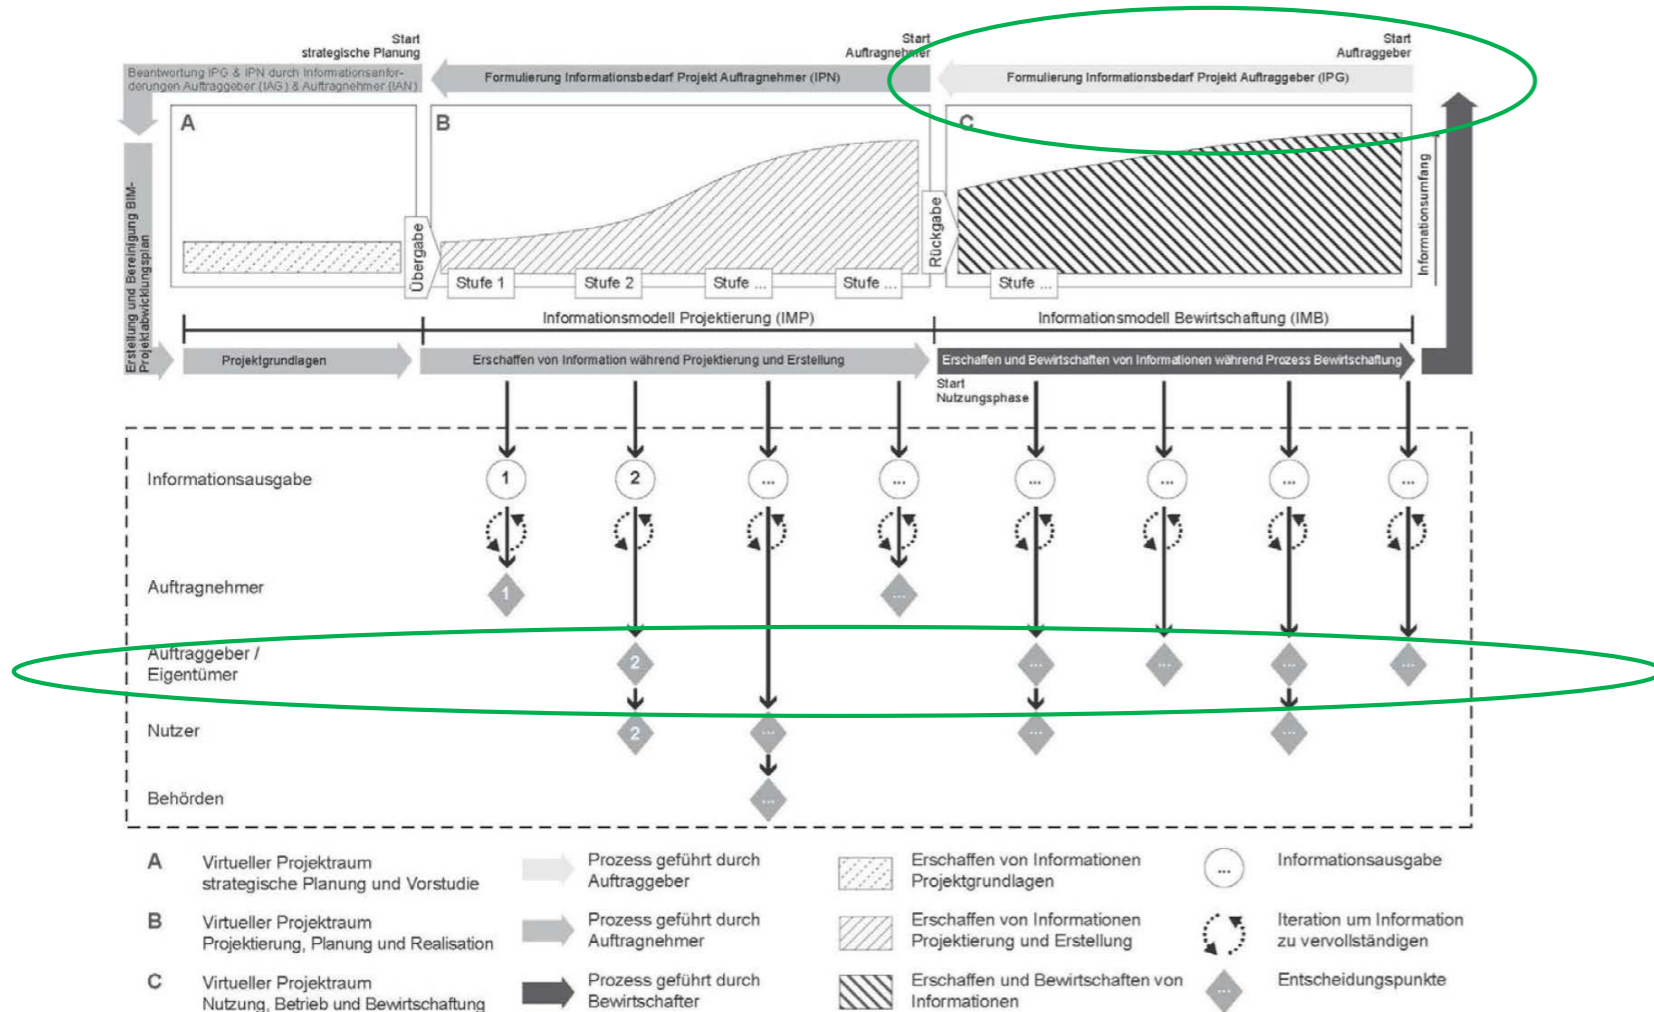 Start
strategische Planung
Start
Auftragnehmer
Start
Auftraggeber
Beantwortung IPG & IPN durch Informationsanfor-
derungen Auftraggeber (IAG) & Auftragnehmer (IAN)
Formulierung Informationsbedarf Projekt Auftragnehmer (IPN)
Formulierung Informationsbedarf Projekt Auftraggeber (IPG)
A
B
C
Erstellung und Bereinigung BIM-
Projektabwicklungsplan
Übergabe
Rückgabe
Informationsumfang
Stufe 1
Stufe 2
Stufe ...
Stufe ...
Stufe ...
Informationsmodell Projektierung (IMP)
Informationsmodell Bewirtschaftung (IMB)
Projektgrundlagen
Erschaffen von Information während Projektierung und Erstellung
Erschaffen und Bewirtschaften von Informationen während Prozess Bewirtschaftung
Start
Nutzungsphase
Informationsausgabe
1
2
...
...
...
...
...
...
Auftragnehmer
1
...
Auftraggeber /
Eigentümer
2
...
...
...
...
Nutzer
2
...
...
...
Behörden
...
A
Virtueller Projektraum
strategische Planung und Vorstudie
Prozess geführt durch
Auftraggeber
Erschaffen von Informationen
Projektgrundlagen
...
Informationsausgabe
B
Virtueller Projektraum
Projektierung, Planung und Realisation
Prozess geführt durch
Auftragnehmer
Erschaffen von Informationen
Projektierung und Erstellung
Iteration um Information
zu vervollständigen
C
Virtueller Projektraum
Nutzung, Betrieb und Bewirtschaftung
Prozess geführt durch
Bewirtschafter
Erschaffen und Bewirtschaften von
Informationen
...
Entscheidungspunkte